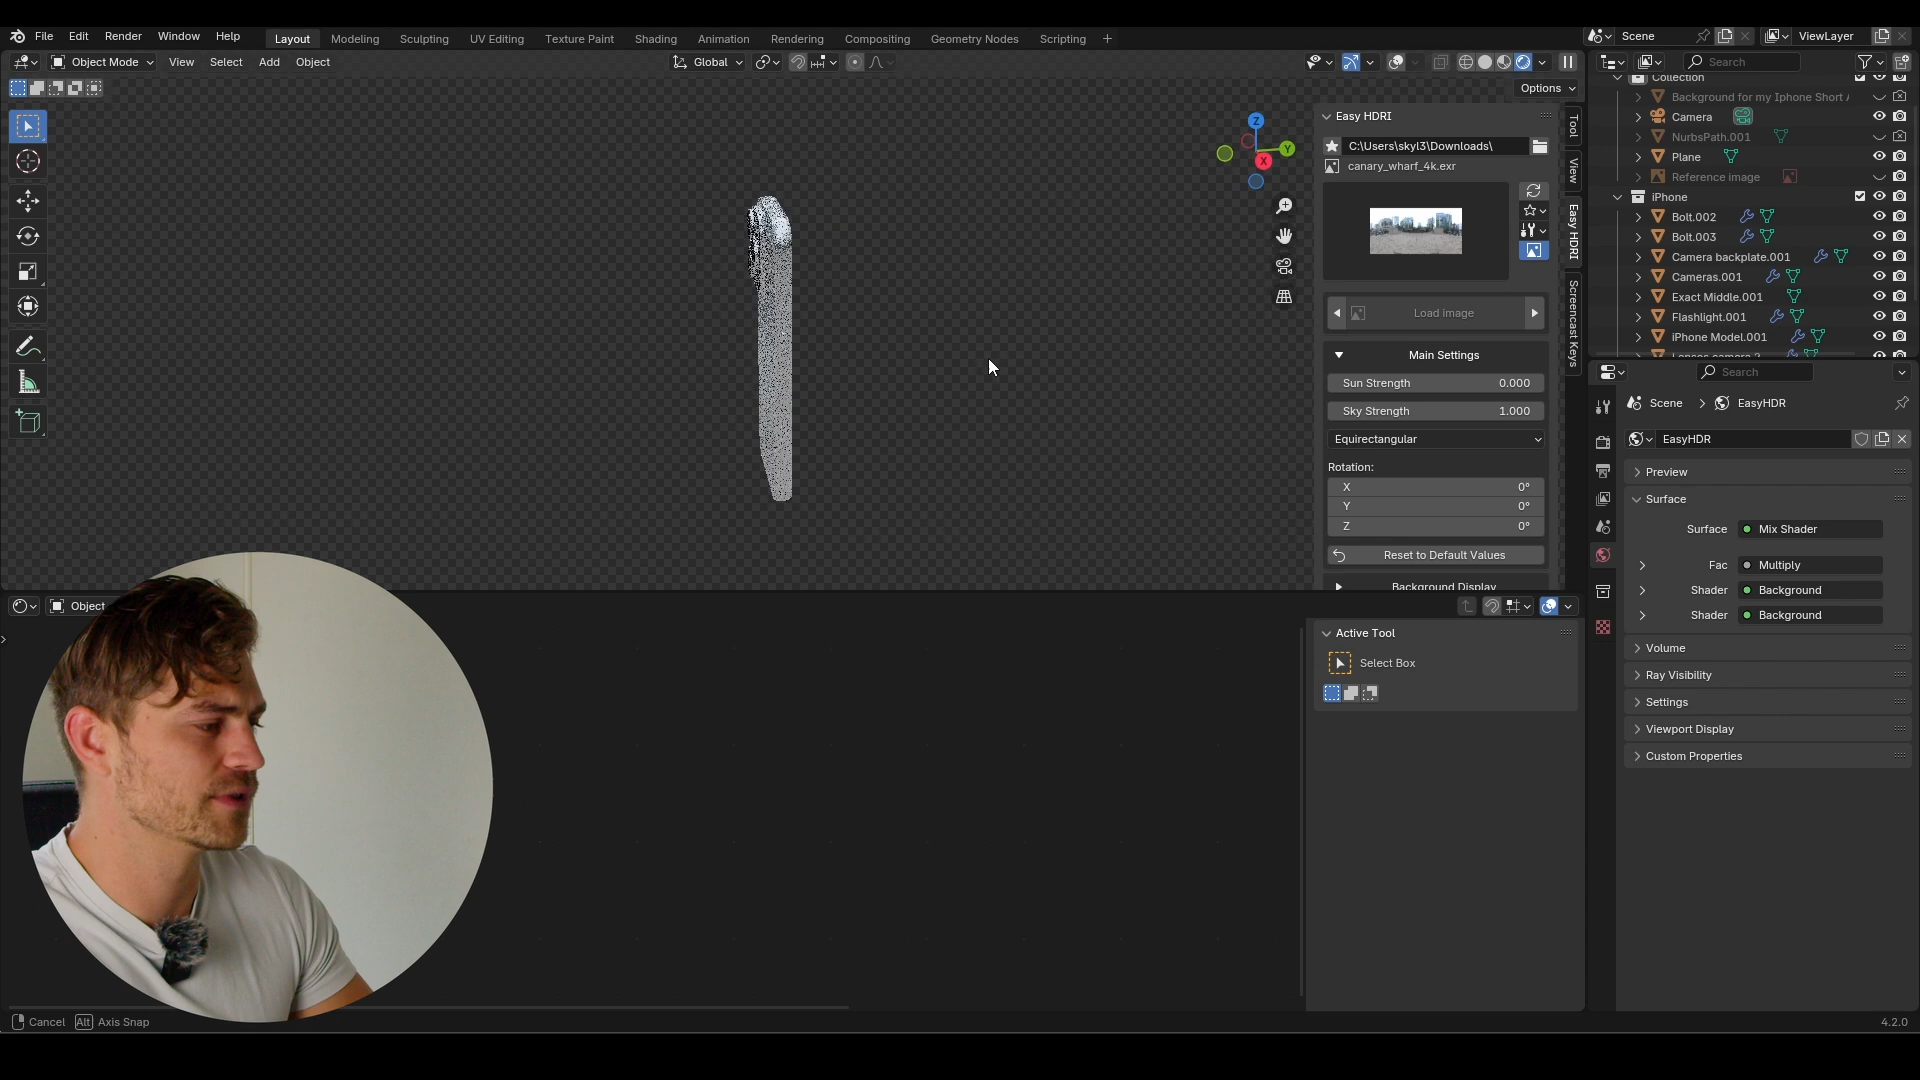 File Edit Render Window Help
Layout Modeling Sculpting UV Editing Texture Paint Shading Animation Rendering Compositing Geometry Nodes Scripting +
Scene
ViewLayer
Object Mode View Select Add Object
Global
Search
Options
Collection
Background for my Iphone Short
Camera
NurbsPath.001
Plane
Reference image
iPhone
Bolt.002
Bolt.003
Camera backplate.001
Cameras.001
Exact Middle.001
Flashlight.001
iPhone Model.001
Lenses camera 2
Z
Y
X
Easy HDRI
C:\Users\skyl3\Downloads\
canary_wharf_4k.exr
Load image
Main Settings
Sun Strength 0.000
Sky Strength 1.000
Equirectangular
Rotation:
X 0°
Y 0°
Z 0°
Reset to Default Values
Background Display
Tool
View
Easy HDRI
Screencast Keys
Search
Scene > EasyHDR
EasyHDR
Preview
Surface
Surface Mix Shader
Fac Multiply
Shader Background
Shader Background
Volume
Ray Visibility
Settings
Viewport Display
Custom Properties
Object
Active Tool
Select Box
Cancel Alt Axis Snap
4.2.0